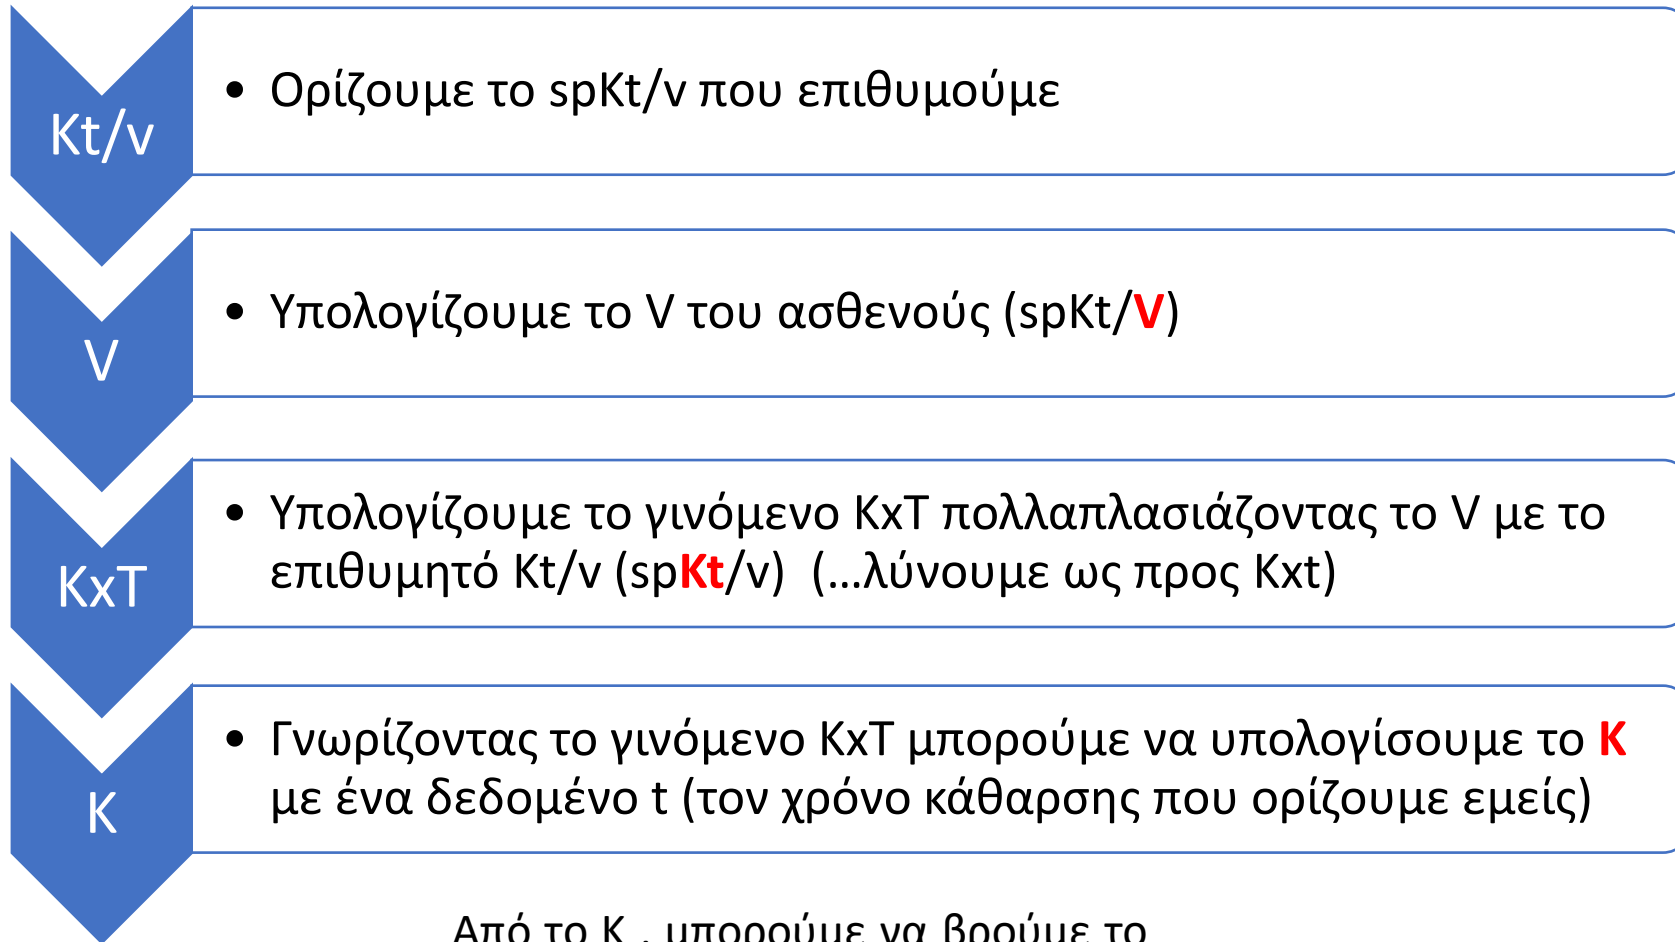 Kt/v
• Ορίζουμε το spKt/v που επιθυμούμε
V
• Υπολογίζουμε το V του ασθενούς (spKt/V)
KxT
• Υπολογίζουμε το γινόμενο KxT πολλαπλασιάζοντας το V με το
επιθυμητό Kt/v (spKt/v) (...λύνουμε ως προς Kxt)
K
• Γνωρίζοντας το γινόμενο KxT μπορούμε να υπολογίσουμε το K
με ένα δεδομένο t (τον χρόνο κάθαρσης που ορίζουμε εμείς)
Από το K , μπορούμε να βρούμε το